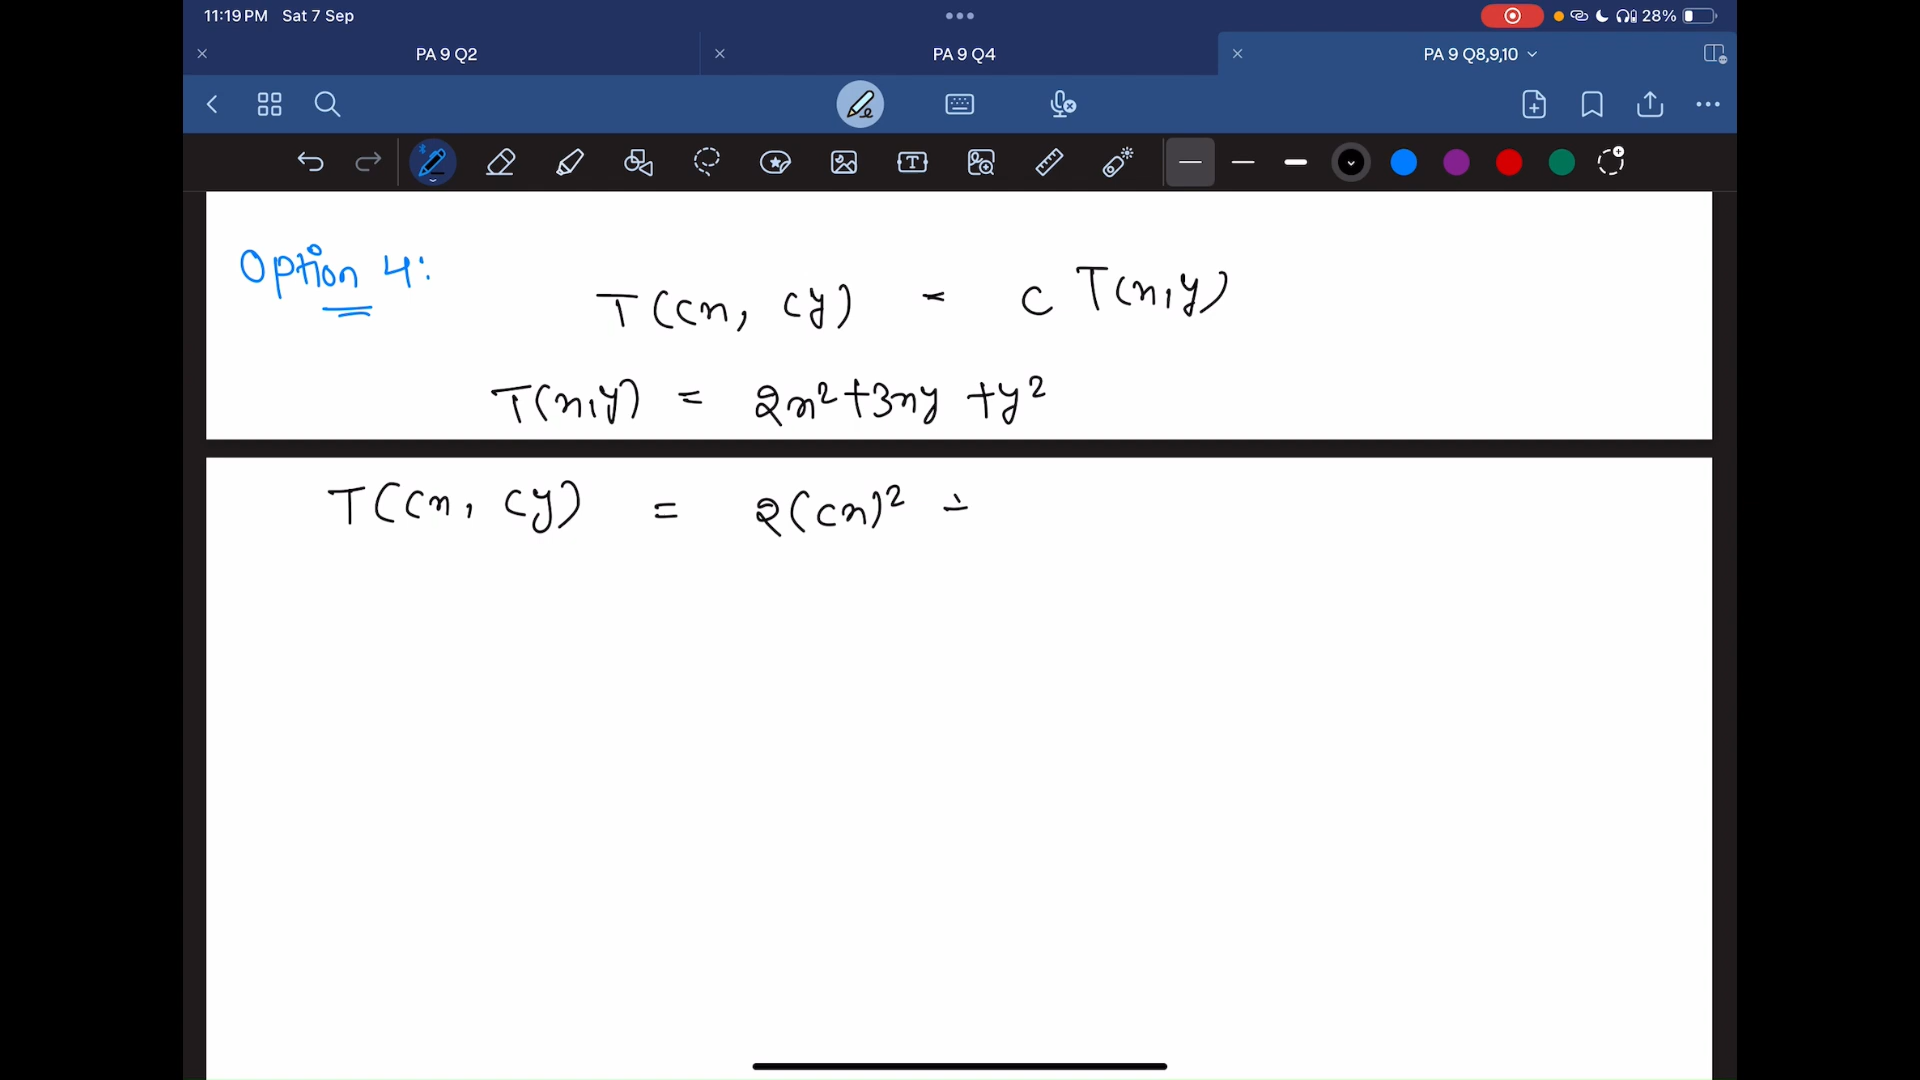 11:19 PM Sat 7 Sep
28%
PA 9 Q2
PA 9 Q4
PA 9 Q8,9,10
Option 4:
T(cx, cy) = c T(x,y)
T(x,y) = 2x²+3xy +y²
T(cx, cy) = 2(cx)² +